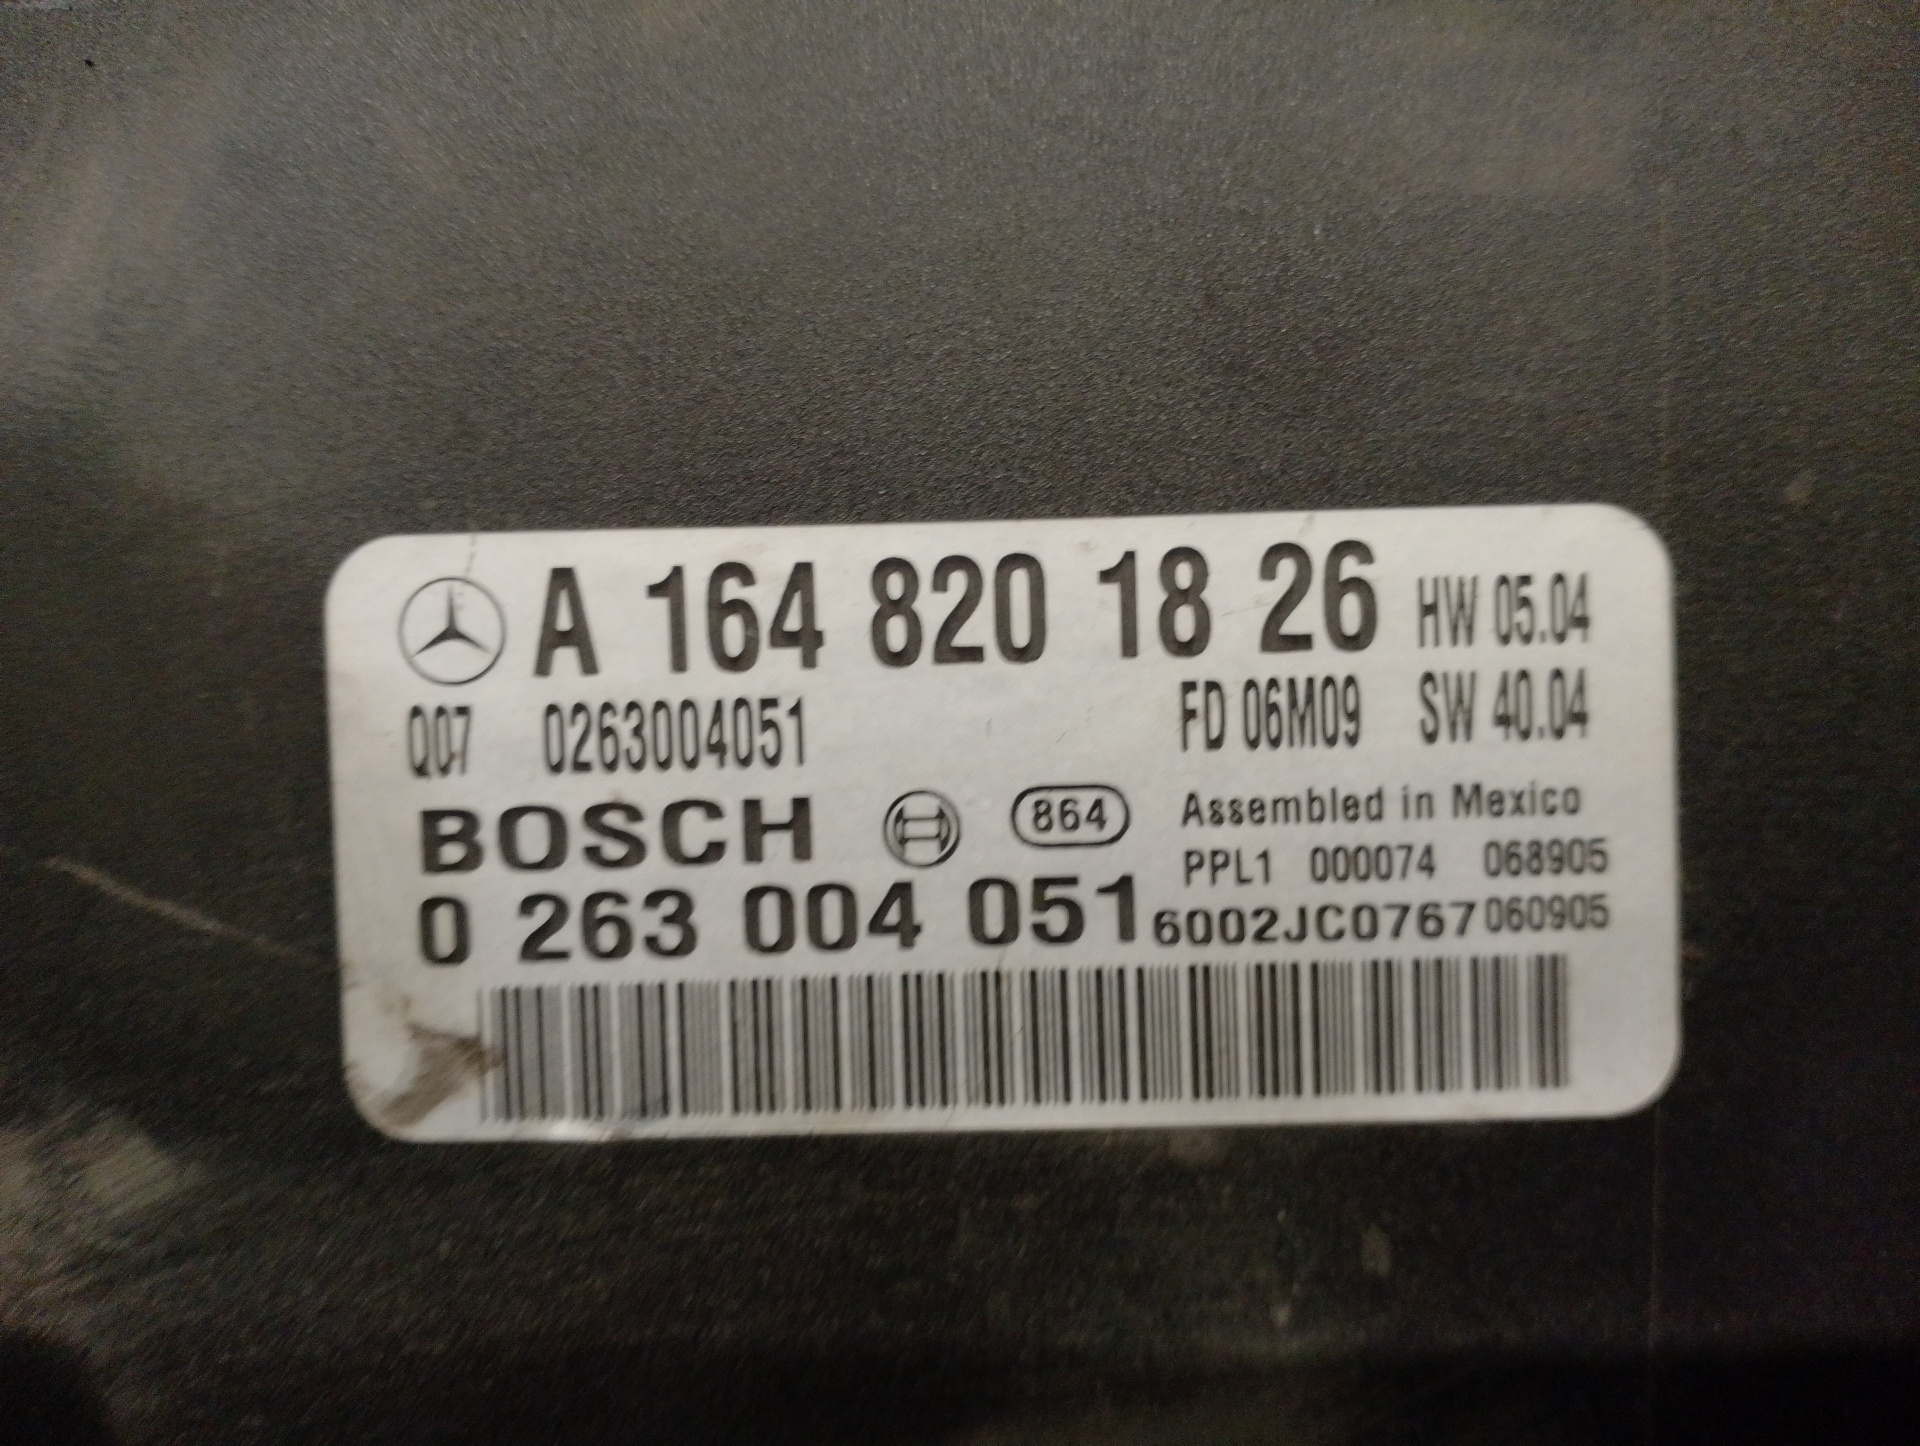 A 164 820 18 26 HW 05.04
Q07 0263004051 FD 06M09 SW 40.04
BOSCH 864 Assembled in Mexico
PPL1 000074 068905
0 263 004 051 6002JC0767 060905